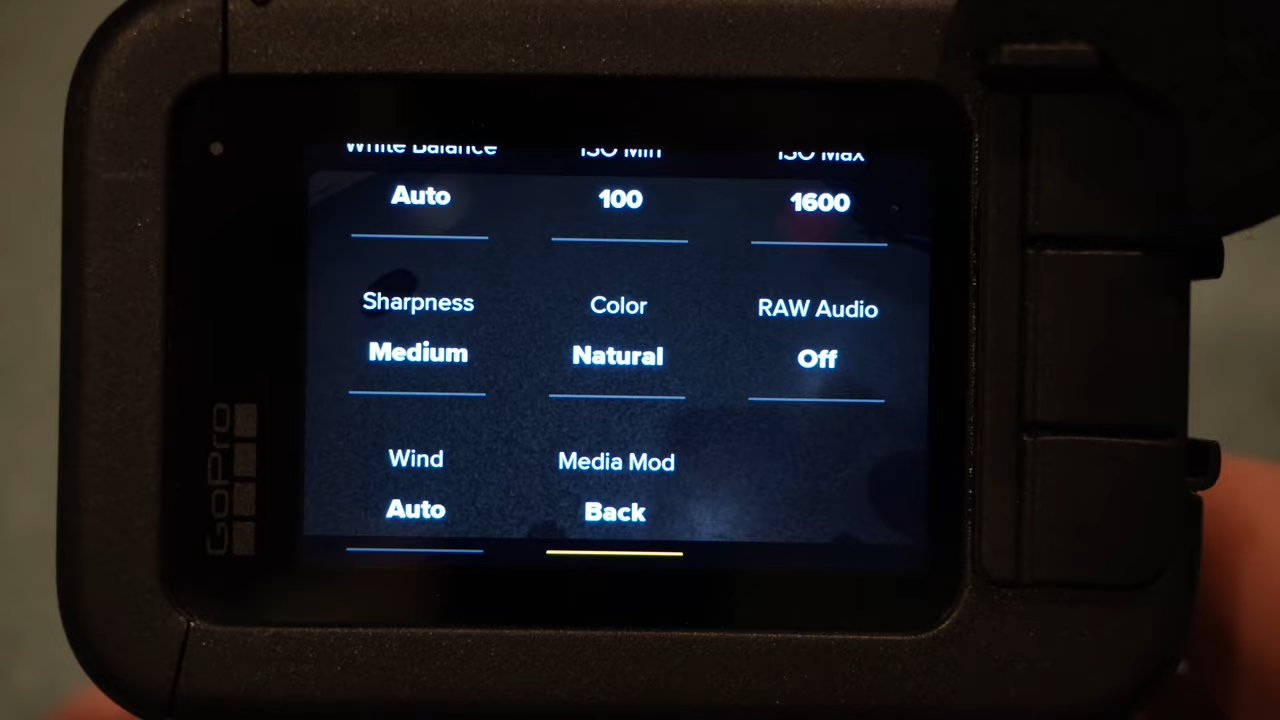 White Balance ISO Min ISO Max
Auto 100 1600
Sharpness Color RAW Audio
Medium Natural Off
Wind Media Mod
Auto Back
GoPro